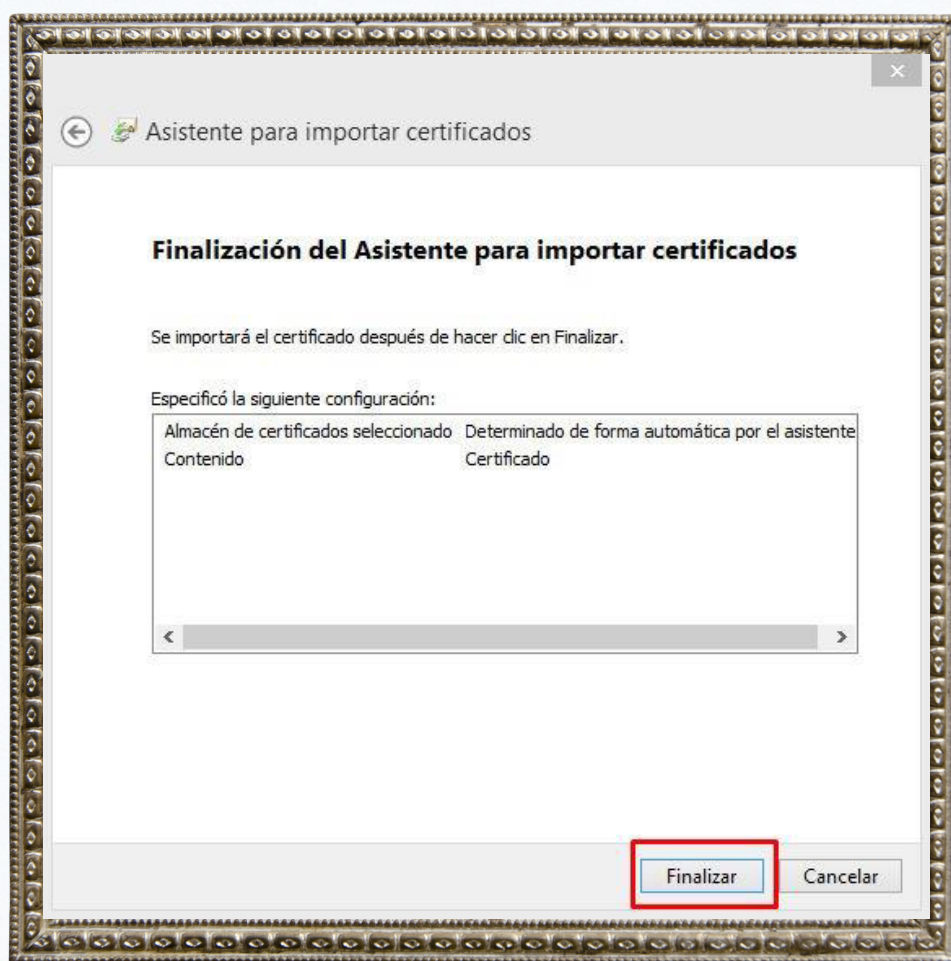 Asistente para importar certificados
Finalización del Asistente para importar certificados
Se importará el certificado después de hacer clic en Finalizar.
Especificó la siguiente configuración:
Almacén de certificados seleccionado Determinado de forma automática por el asistente
Contenido Certificado
Finalizar Cancelar